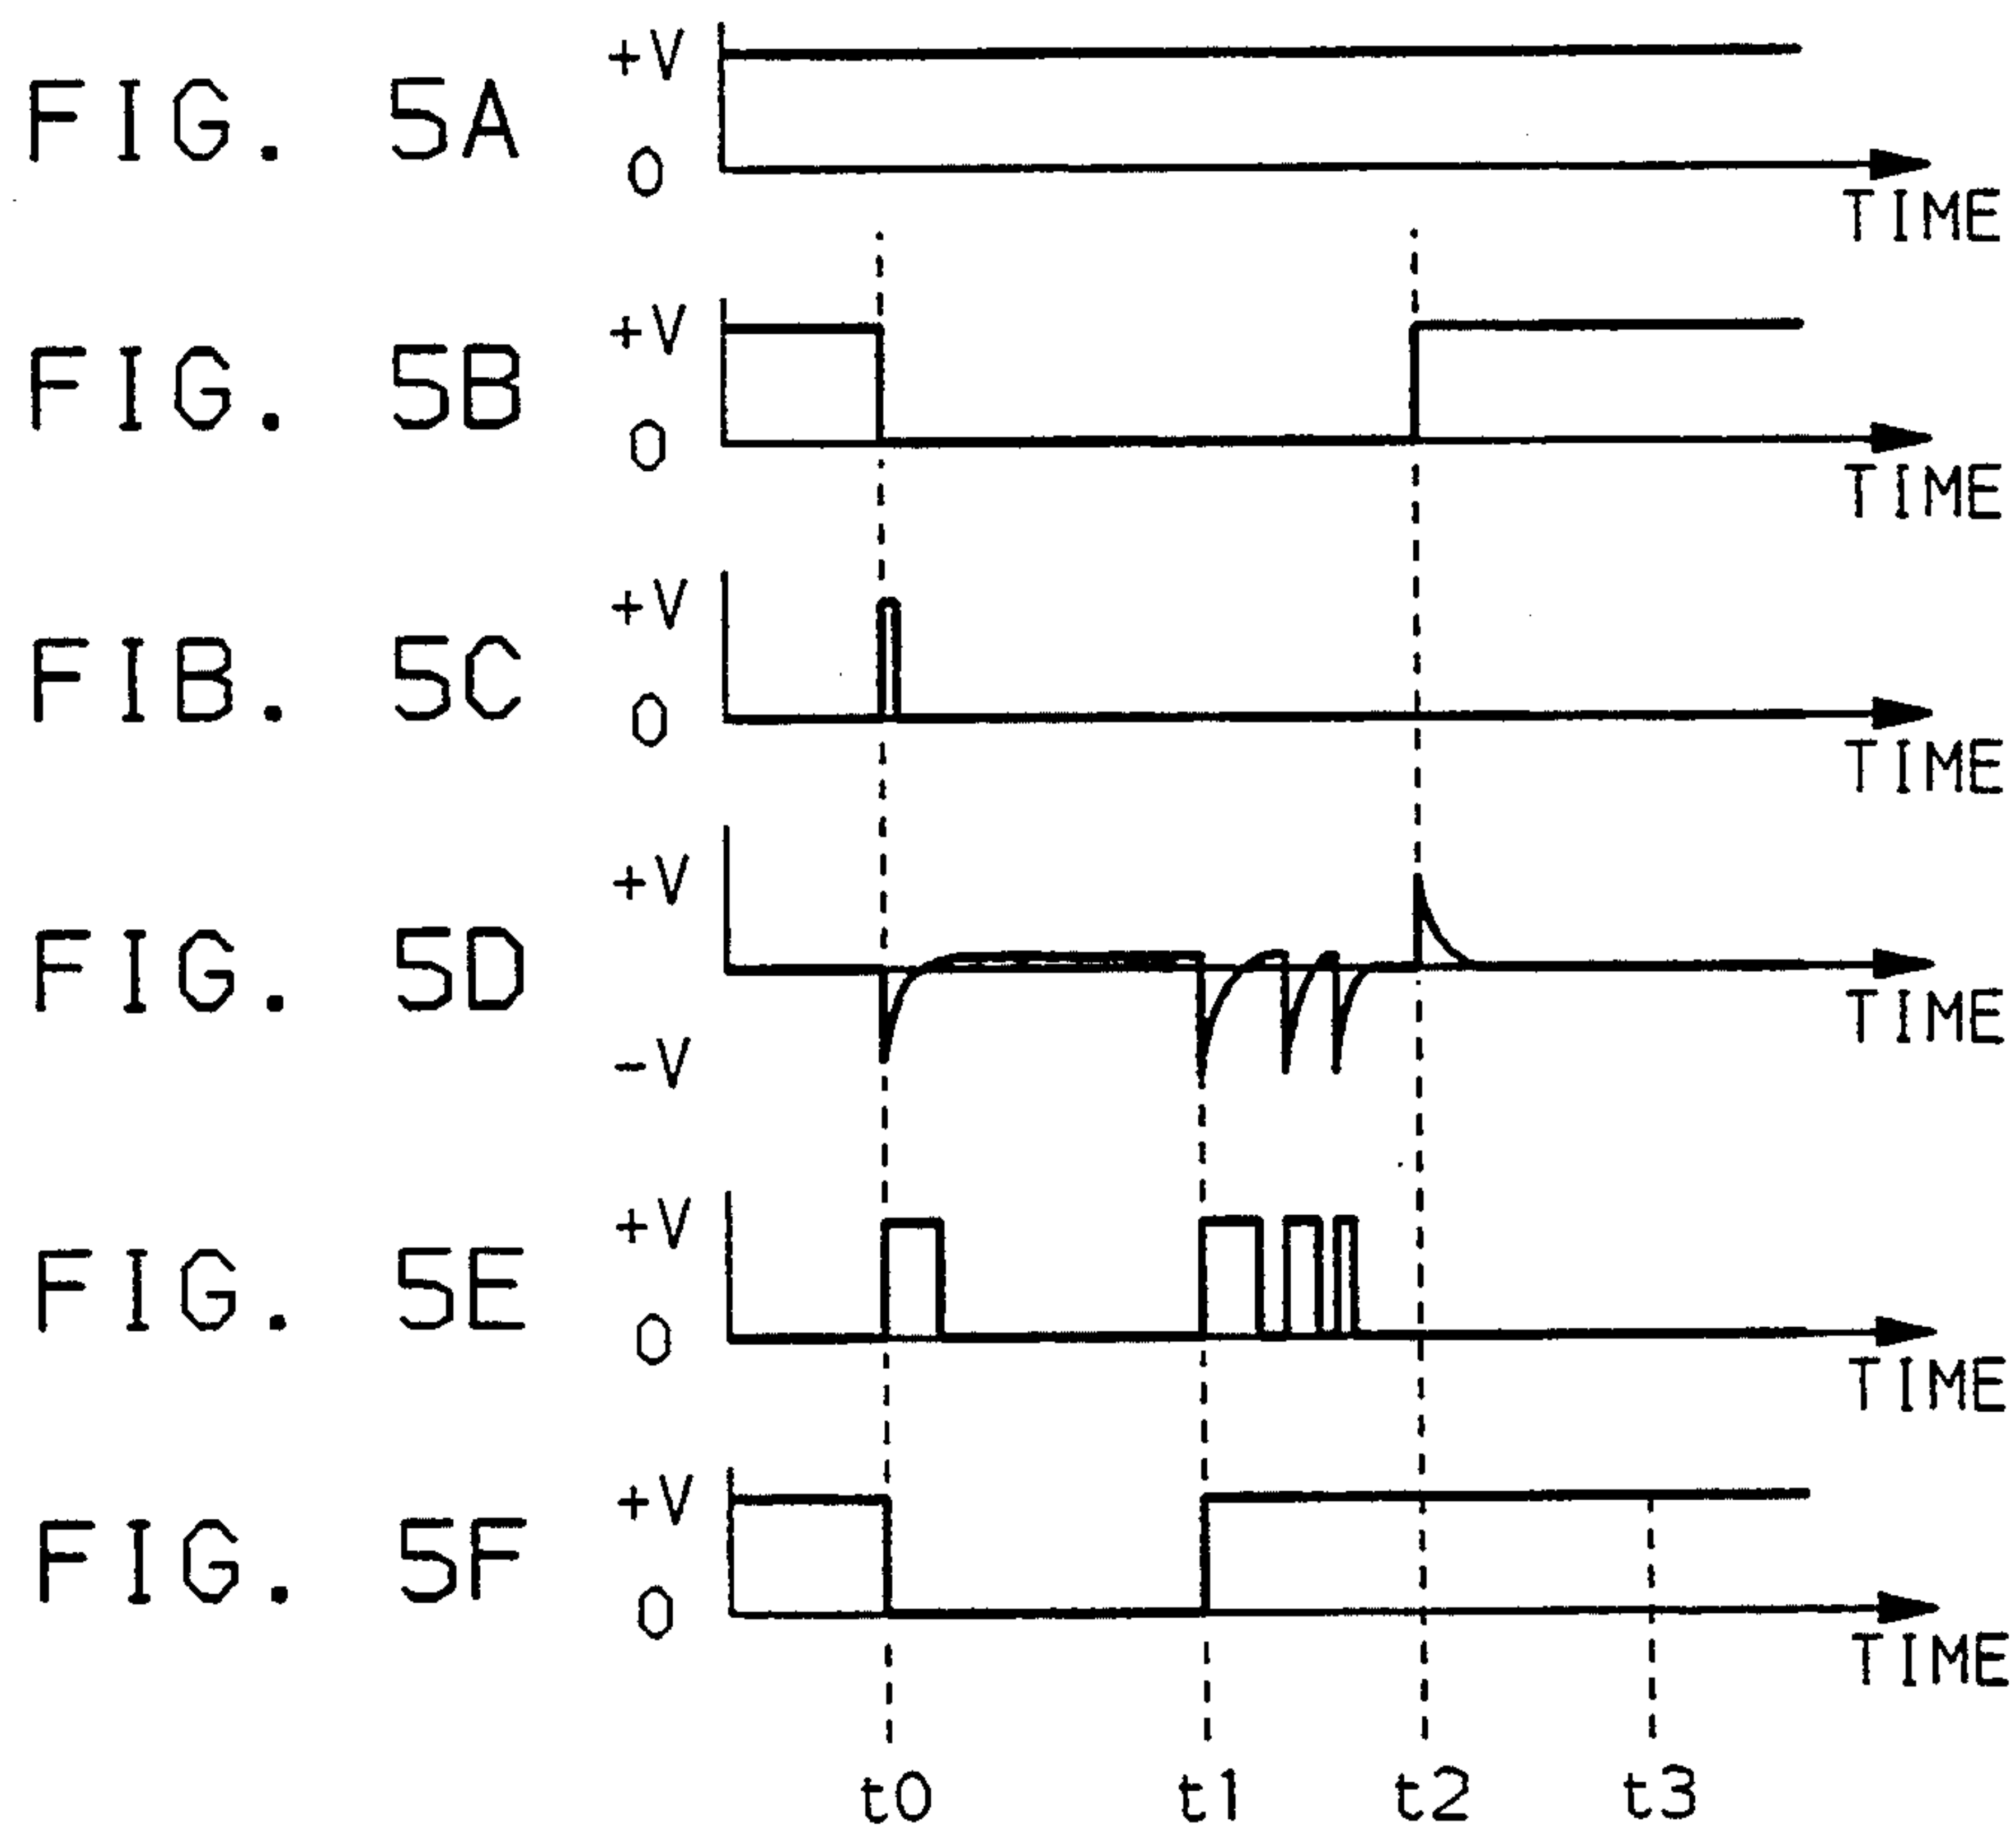 FIG. 5A
+V
0
TIME
FIG. 5B
+V
0
TIME
FIB. 5C
+V
0
TIME
FIG. 5D
+V
-V
TIME
FIG. 5E
+V
0
TIME
FIG. 5F
+V
0
TIME
t0 t1 t2 t3